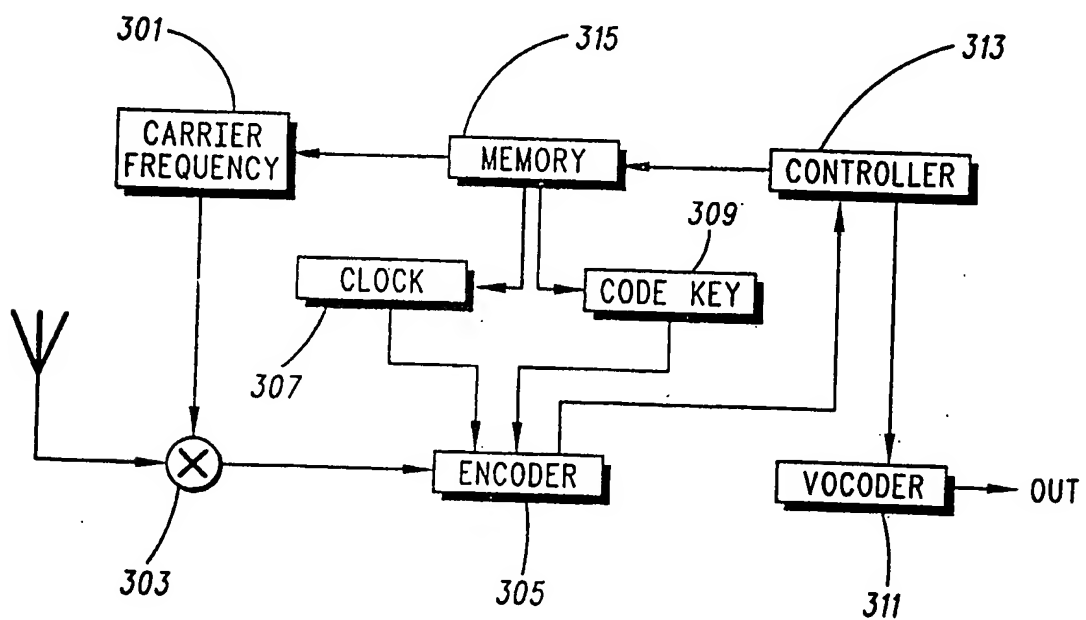 301
315
313
CARRIER
FREQUENCY
MEMORY
CONTROLLER
309
CLOCK
CODE KEY
307
ENCODER
VOCODER
OUT
303
305
311